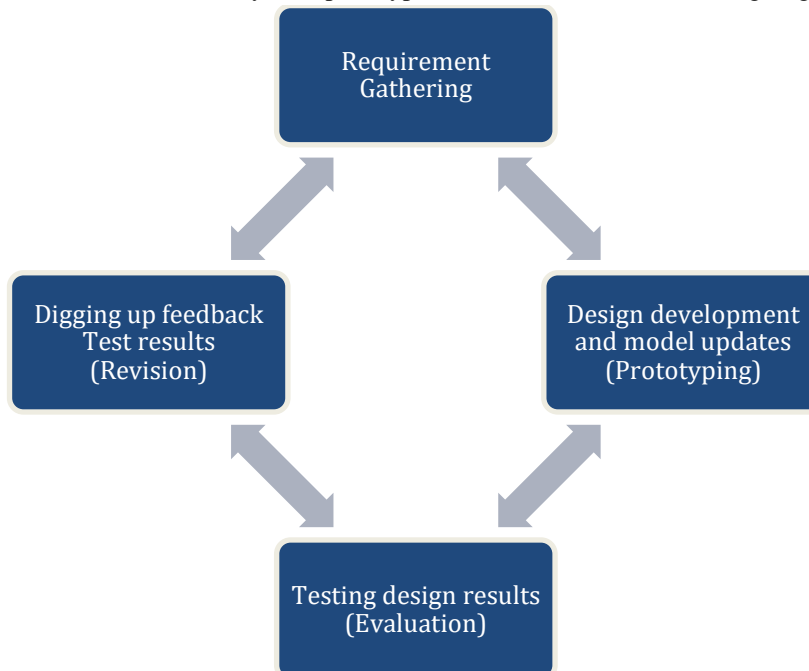 Requirement
Gathering
Digging up feedback
Test results
(Revision)
Design development
and model updates
(Prototyping)
Testing design results
(Evaluation)